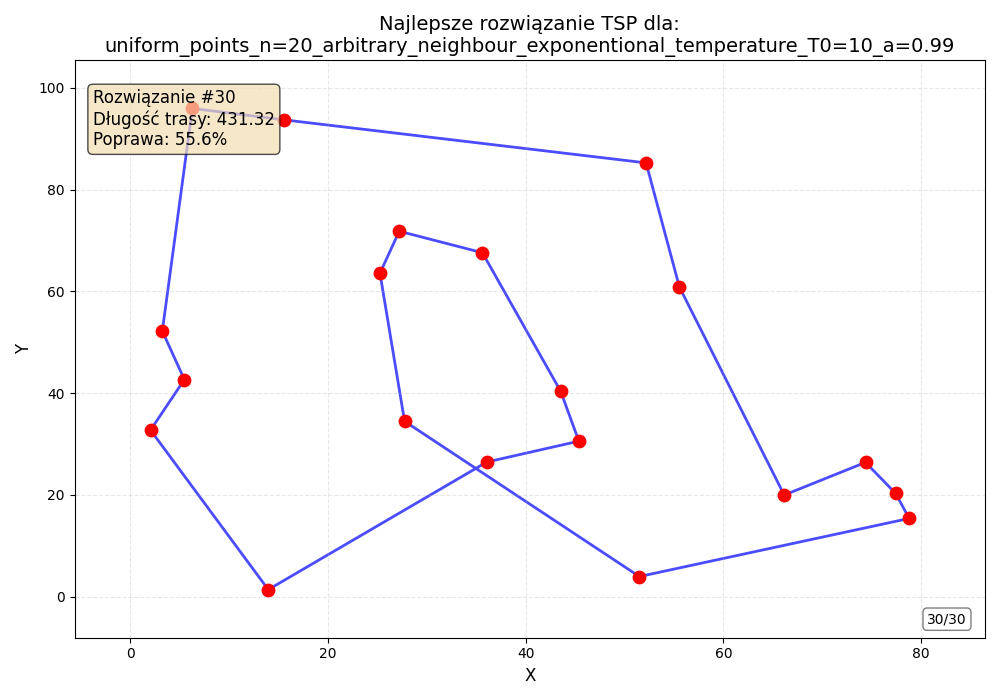 Najlepsze rozwiązanie TSP dla:
uniform_points_n=20_arbitrary_neighbour_exponential_temperature_T0=10_a=0.99
Rozwiązanie #30
Długość trasy: 431.32
Poprawa: 55.6%
100
80
60
40
20
0
Y
0
20
40
60
80
X
30/30